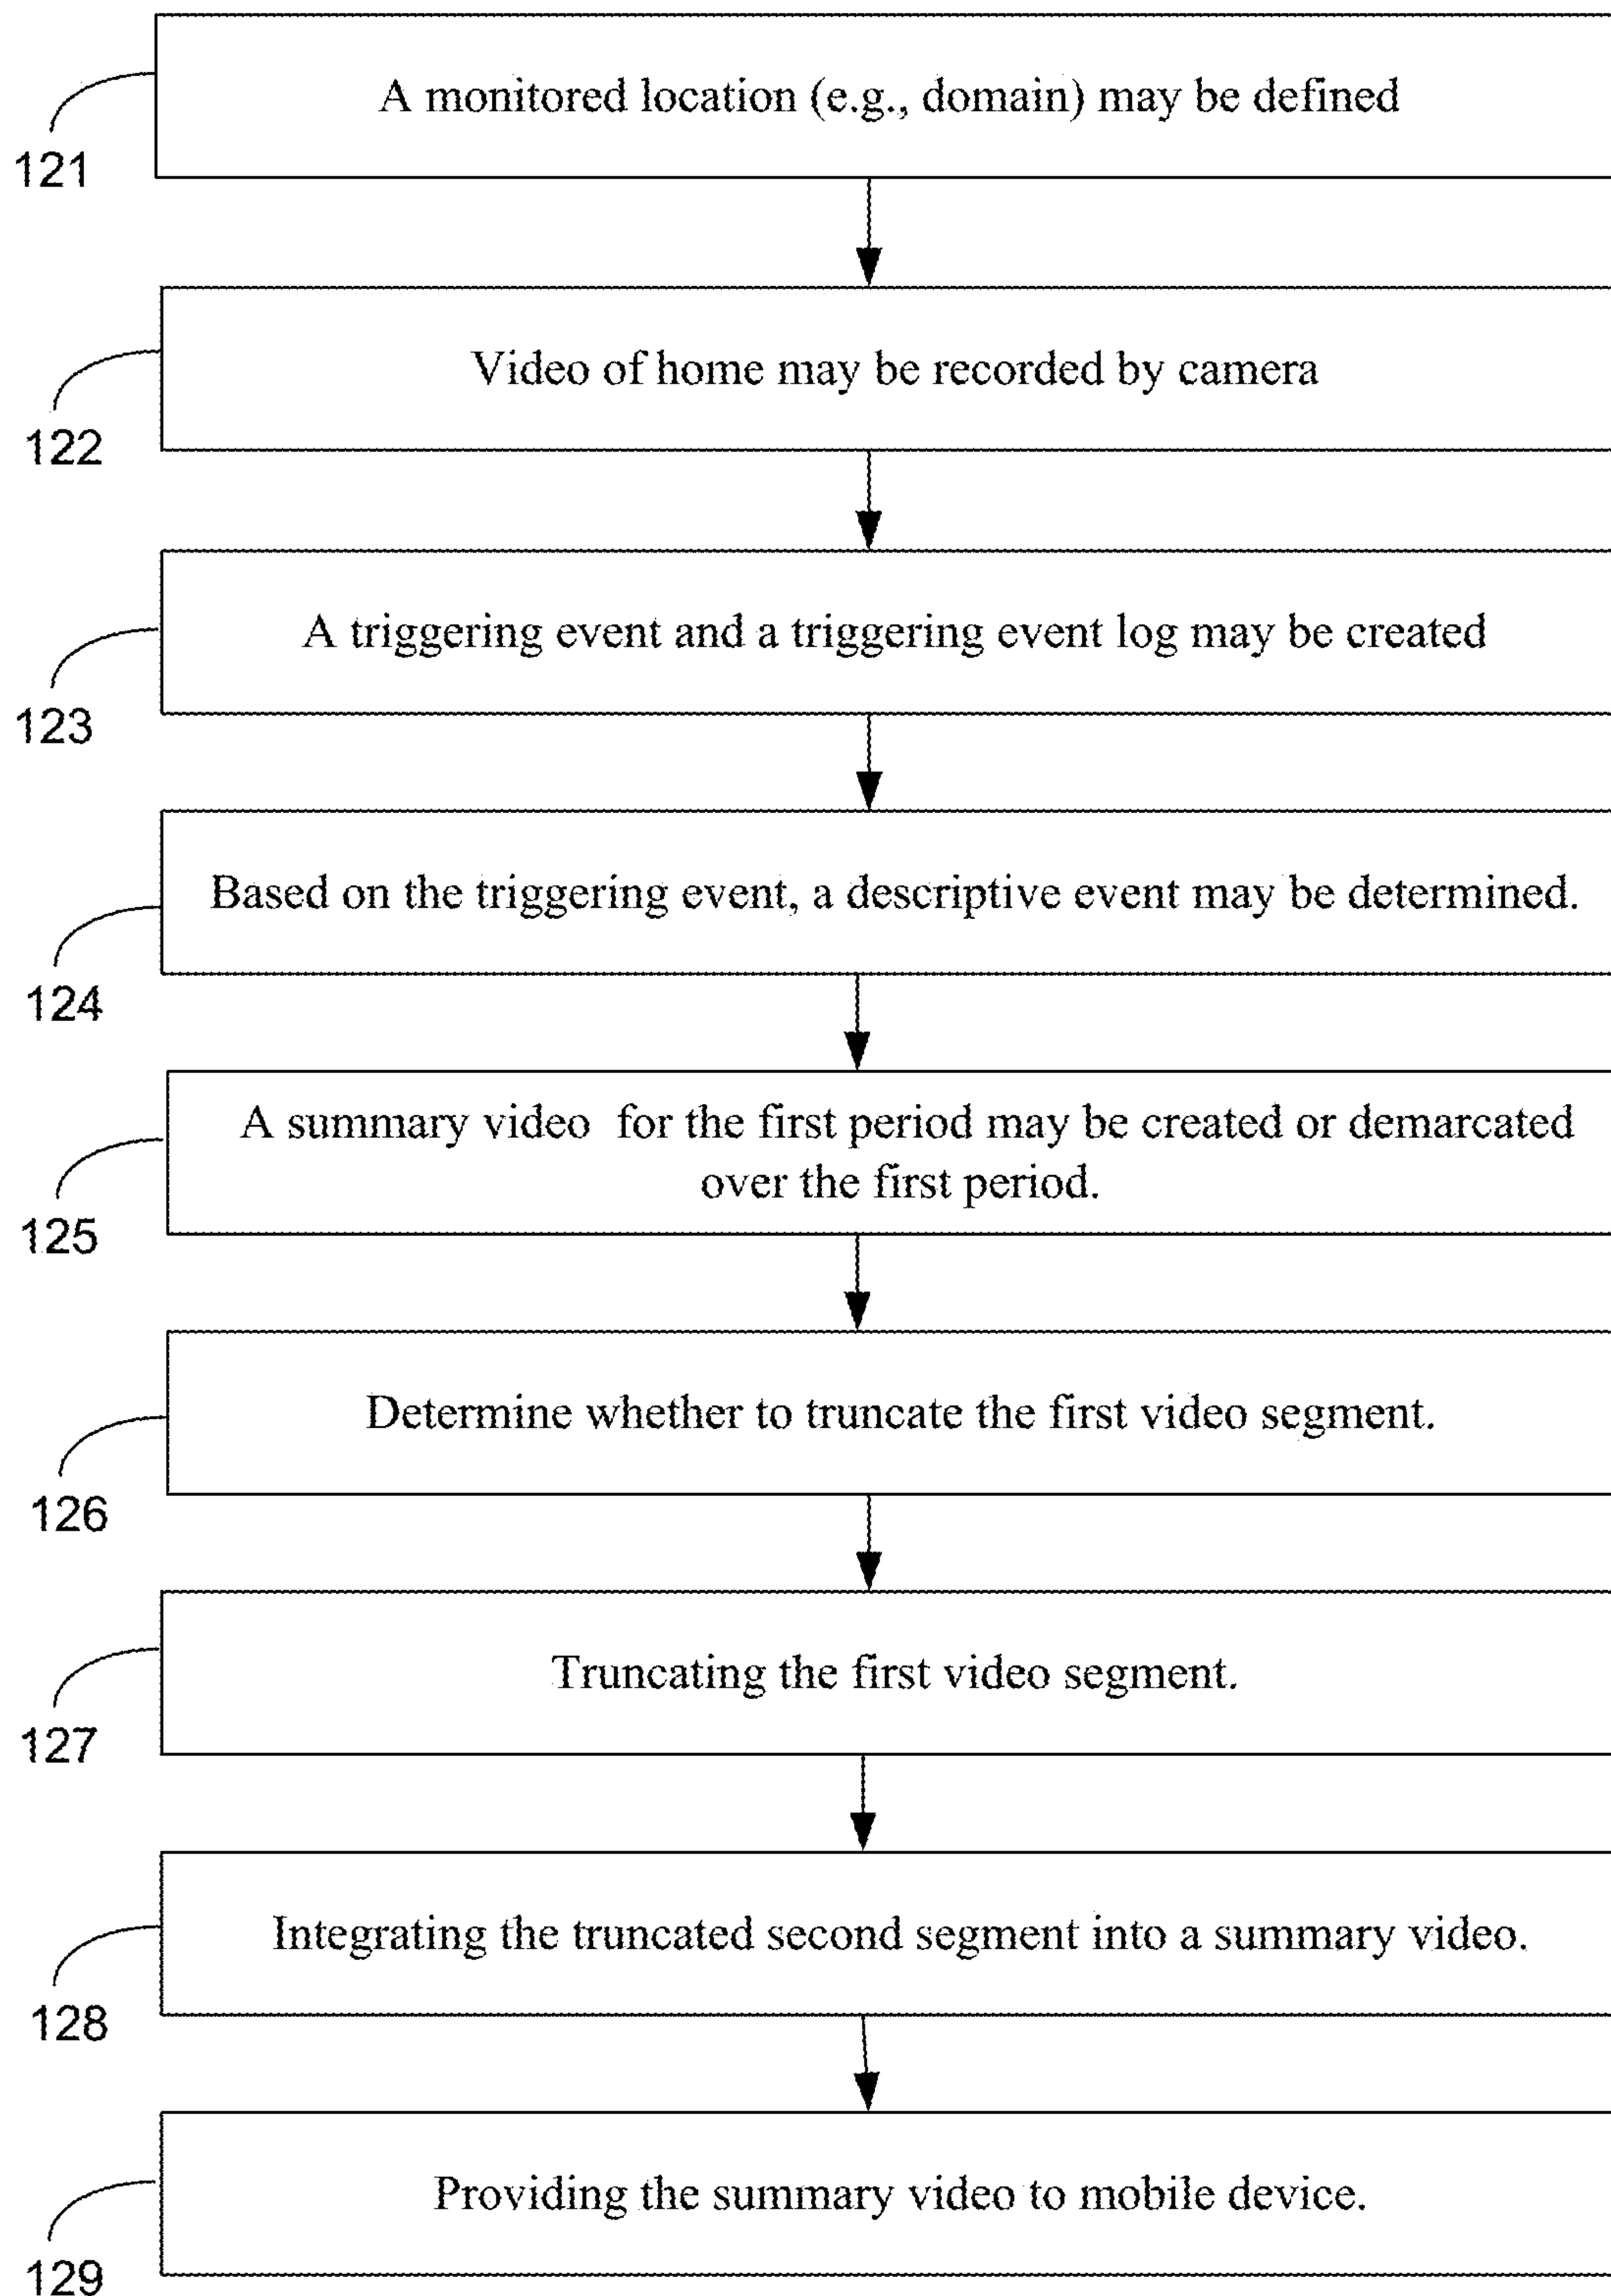 A monitored location (e.g., domain) may be defined
121
Video of home may be recorded by camera
122
A triggering event and a triggering event log may be created
123
Based on the triggering event, a descriptive event may be determined.
124
A summary video for the first period may be created or demarcated
over the first period.
125
Determine whether to truncate the first video segment.
126
Truncating the first video segment.
127
Integrating the truncated second segment into a summary video.
128
Providing the summary video to mobile device.
129